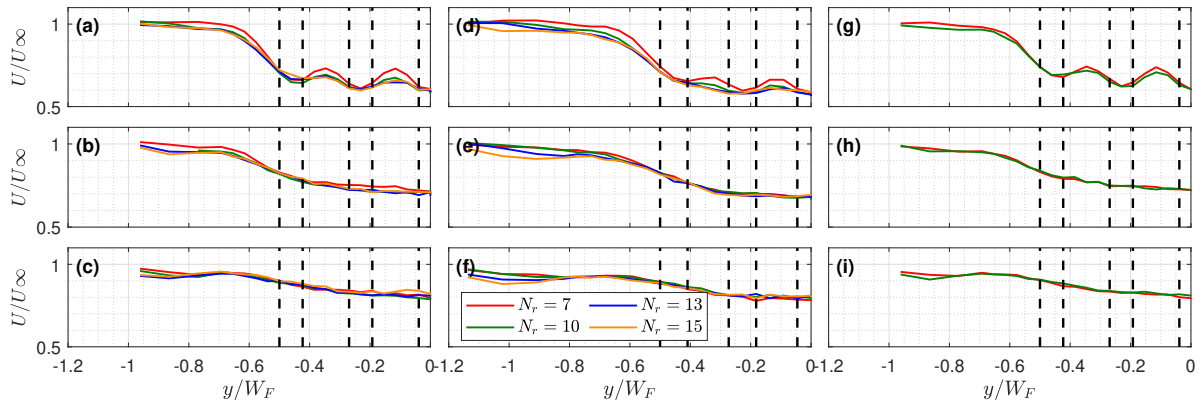 (a) (d) (g)
1
0.5
U/U∞
(b) (e) (h)
1
0.5
U/U∞
(c) (f) (i)
1
0.5
U/U∞
N_r = 7 N_r = 13
N_r = 10 N_r = 15
-1.2 -1 -0.8 -0.6 -0.4 -0.2 0 -1.2 -1 -0.8 -0.6 -0.4 -0.2 0 -1.2 -1 -0.8 -0.6 -0.4 -0.2 0
y/W_F y/W_F y/W_F